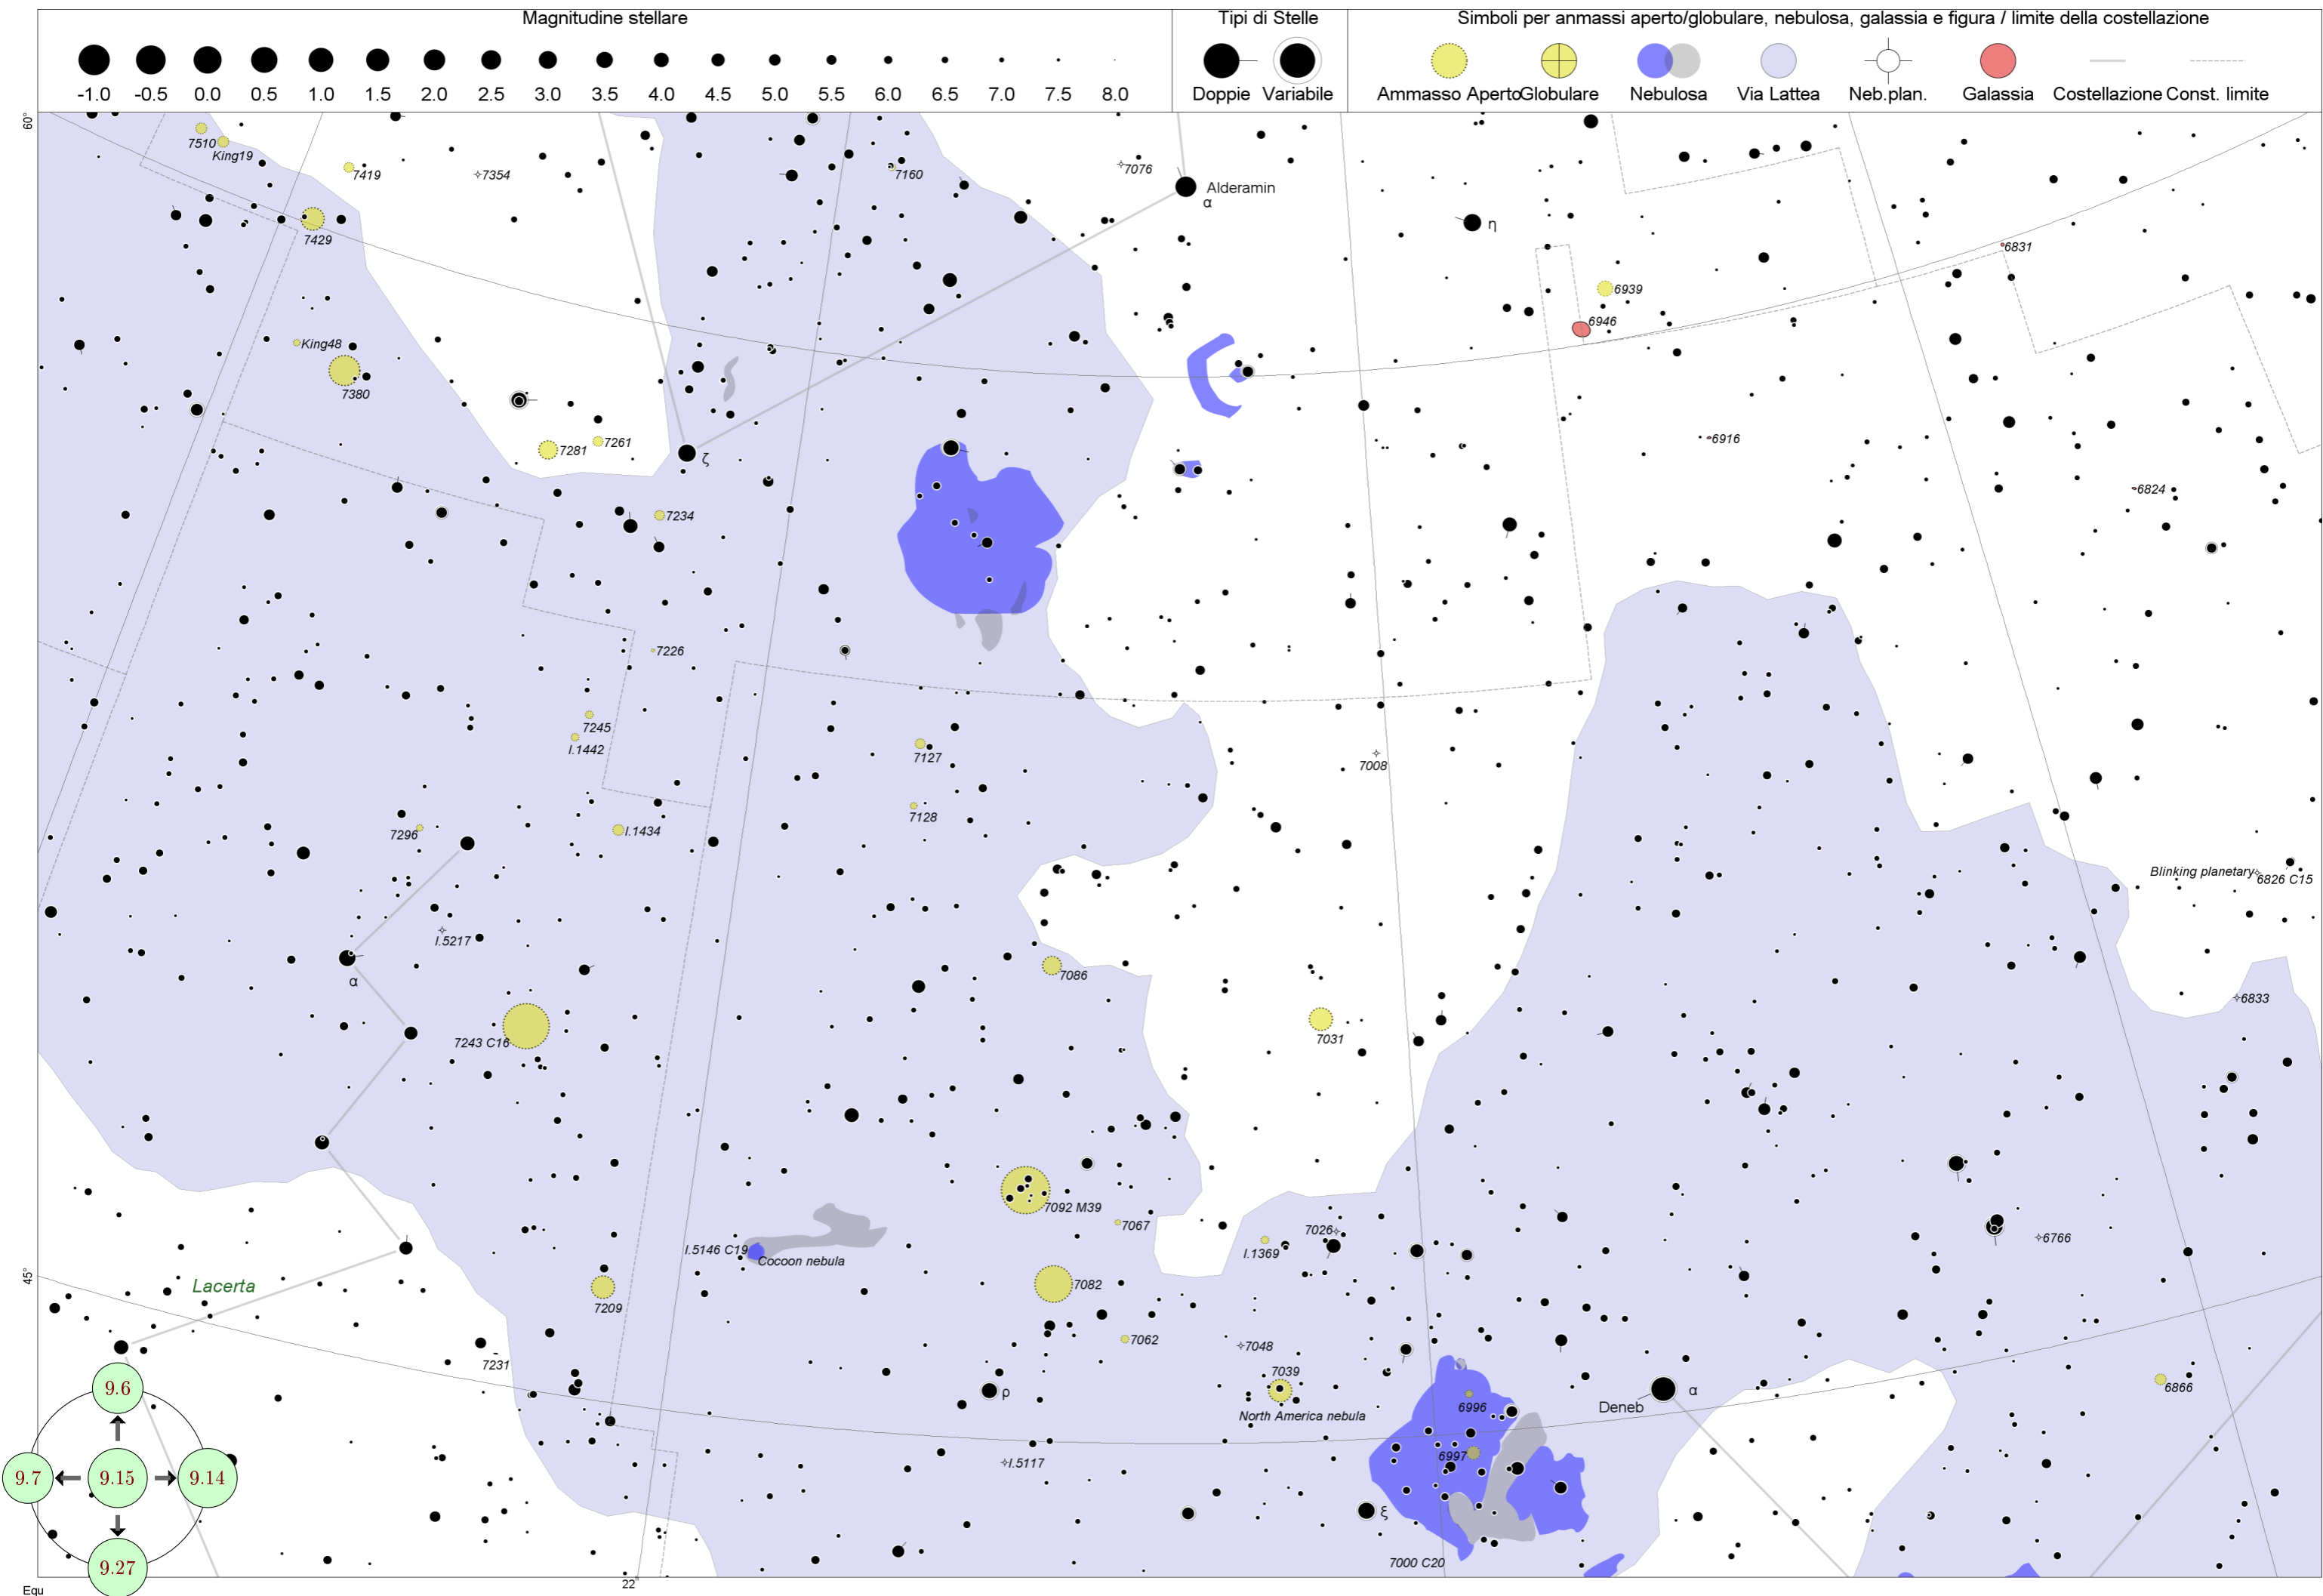 Magnitudine stellare
Tipi di Stelle
Simboli per anmassi aperto/globulare, nebulosa, galassia e figura / limite della costellazione
-1.0 -0.5 0.0 0.5 1.0 1.5 2.0 2.5 3.0 3.5 4.0 4.5 5.0 5.5 6.0 6.5 7.0 7.5 8.0
Doppie Variabile
Ammasso Aperto Globulare Nebulosa Via Lattea Neb.plan. Galassia Costellazione Const. limite
60°
7510
King19
7419
7354
7160
7076
Alderamin
α
η
7429
6831
6939
6946
King48
7380
7281
7261
ζ
6916
6824
7234
7226
7245
I.1442
7127
7008
7128
7296
I.1434
Blinking planetary
6826 C15
I.5217
α
7086
6833
7243 C16
7031
7092 M39
7067
7026
I.1369
6766
I.5146 C19
Cocoon nebula
45°
Lacerta
7209
7082
7062
7048
7231
7039
6866
ρ
α
Deneb
North America nebula
6996
6997
I.5117
ξ
7000 C20
9.6
9.7
9.15
9.14
9.27
22h
Equ